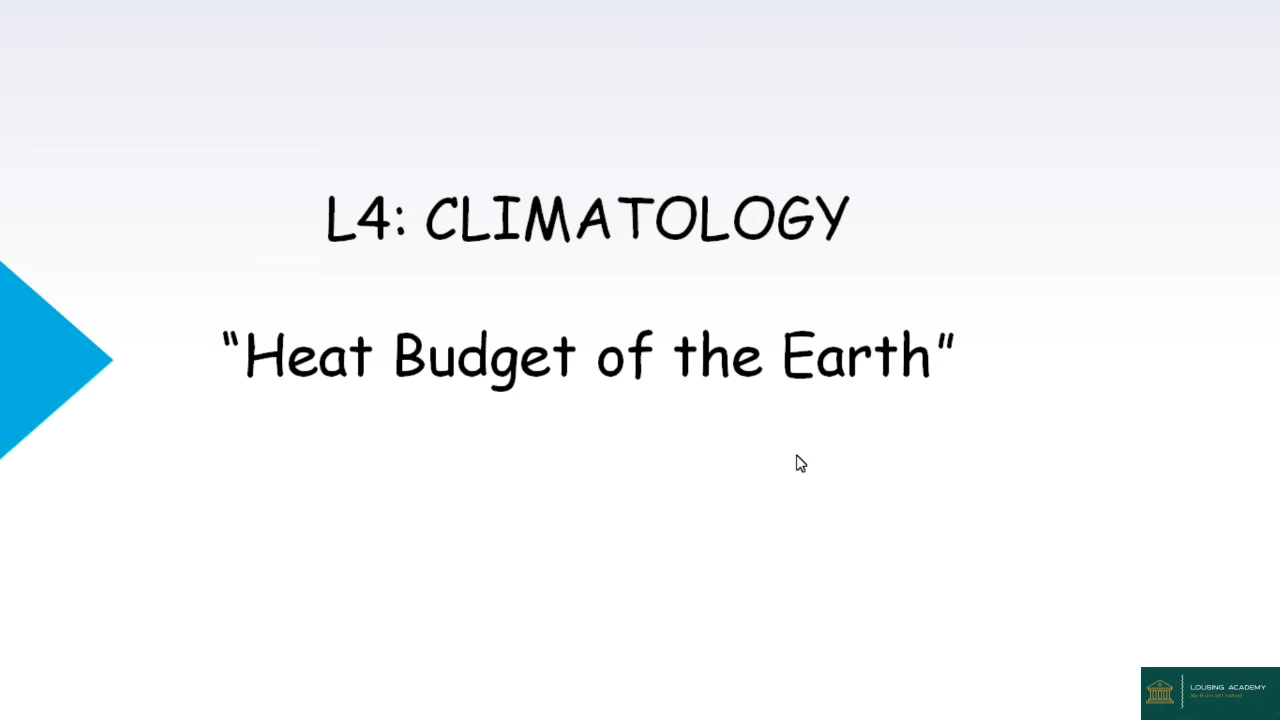 L4: CLIMATOLOGY
“Heat Budget of the Earth”
LOUSING ACADEMY